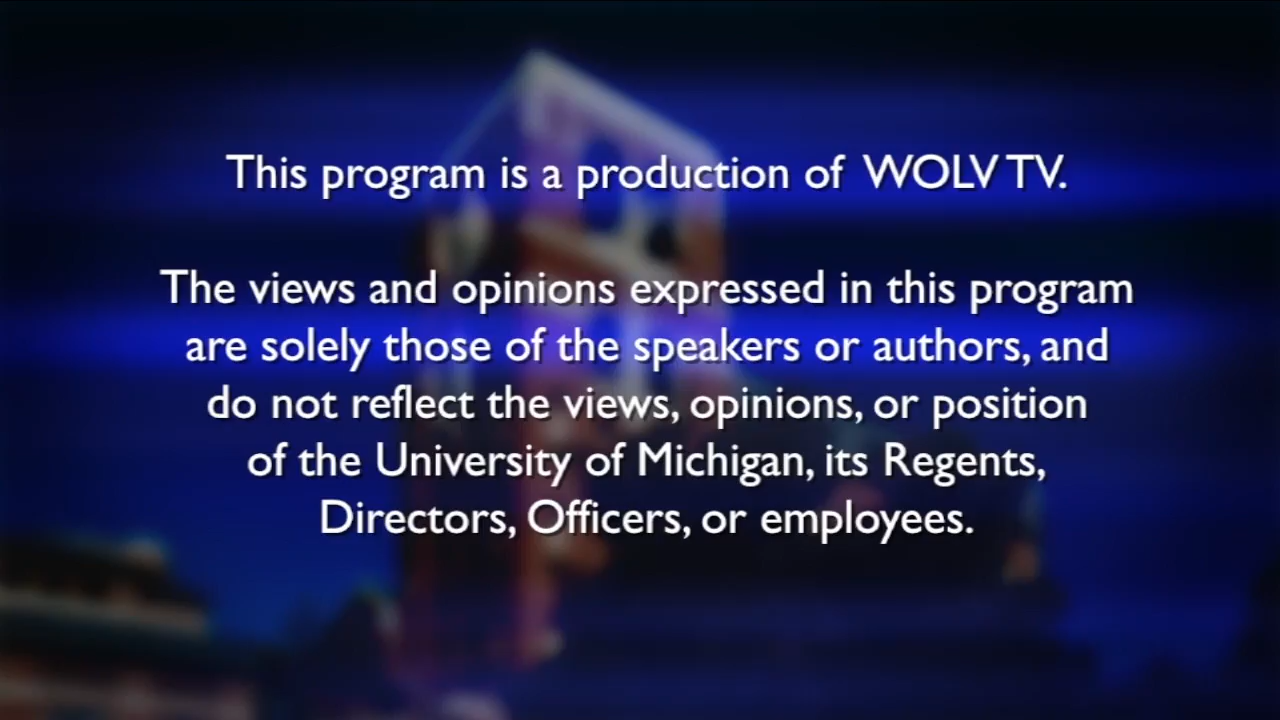 This program is a production of WOLV TV.
The views and opinions expressed in this program
are solely those of the speakers or authors, and
do not reflect the views, opinions, or position
of the University of Michigan, its Regents,
Directors, Officers, or employees.